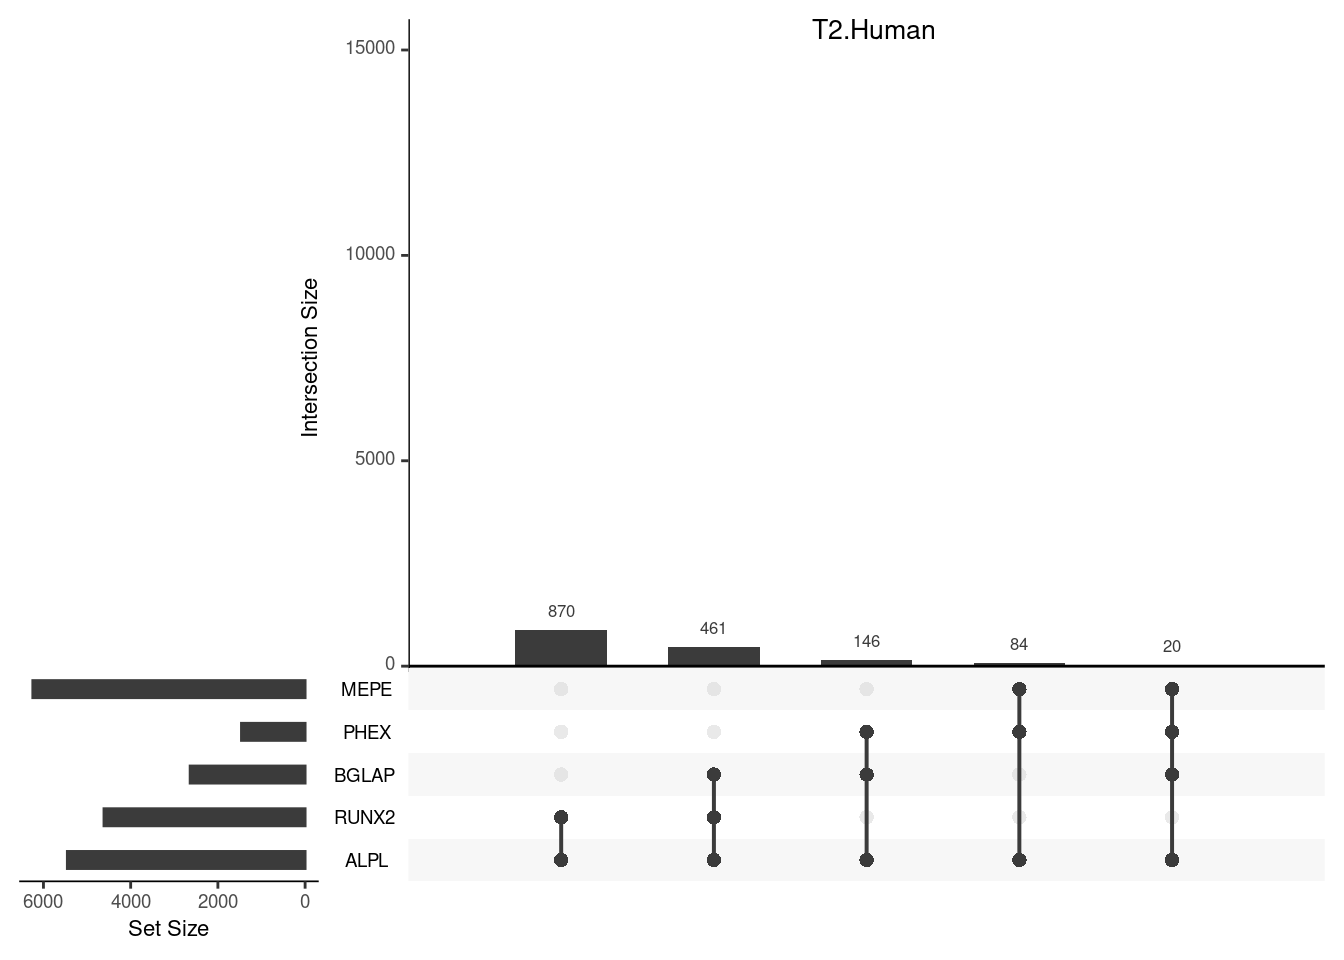 T2.Human
15000
10000
5000
0
Intersection Size
870
461
146
84
20
MEPE
PHEX
BGLAP
RUNX2
ALPL
6000 4000 2000 0
Set Size